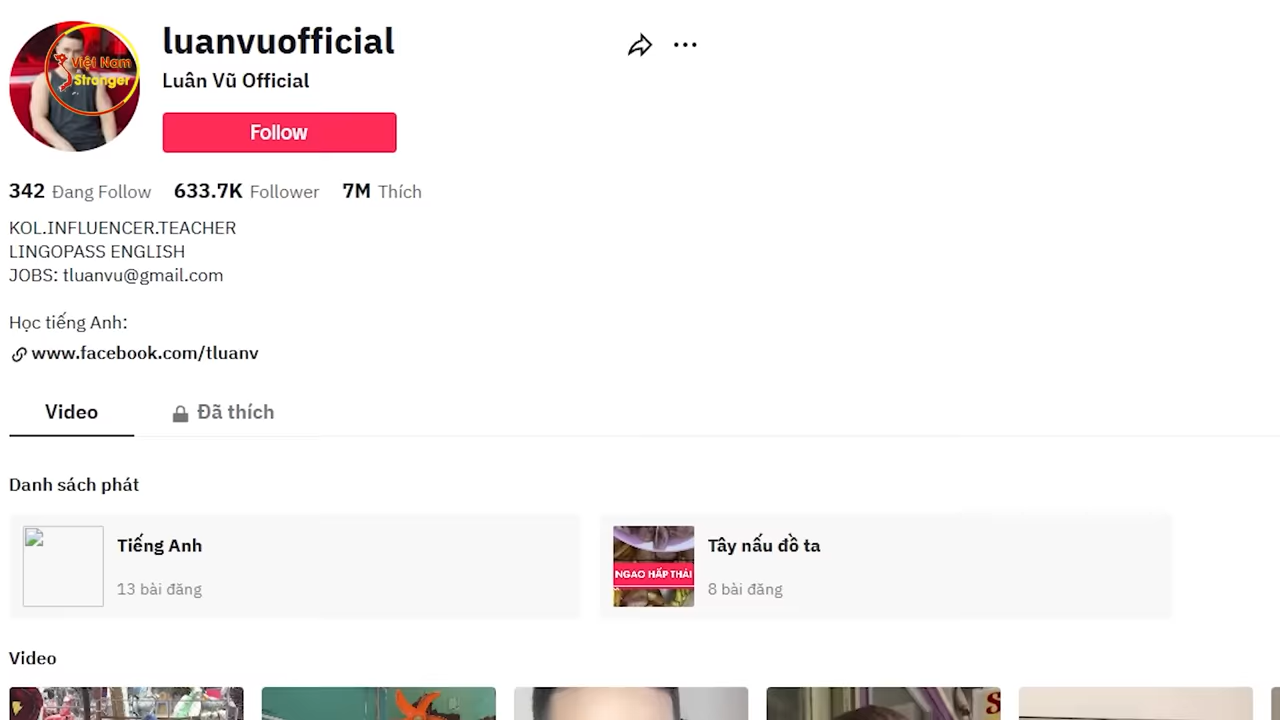 Việt Nam
Stronger
luanvuofficial
Luân Vũ Official
Follow
342 Đang Follow 633.7K Follower 7M Thích
KOL.INFLUENCER.TEACHER
LINGOPASS ENGLISH
JOBS: tluanvu@gmail.com
Học tiếng Anh:
www.facebook.com/tluanv
Video Đã thích
Danh sách phát
Tiếng Anh
13 bài đăng
NGAO HẤP THÁI
Tây nấu đồ ta
8 bài đăng
Video
S